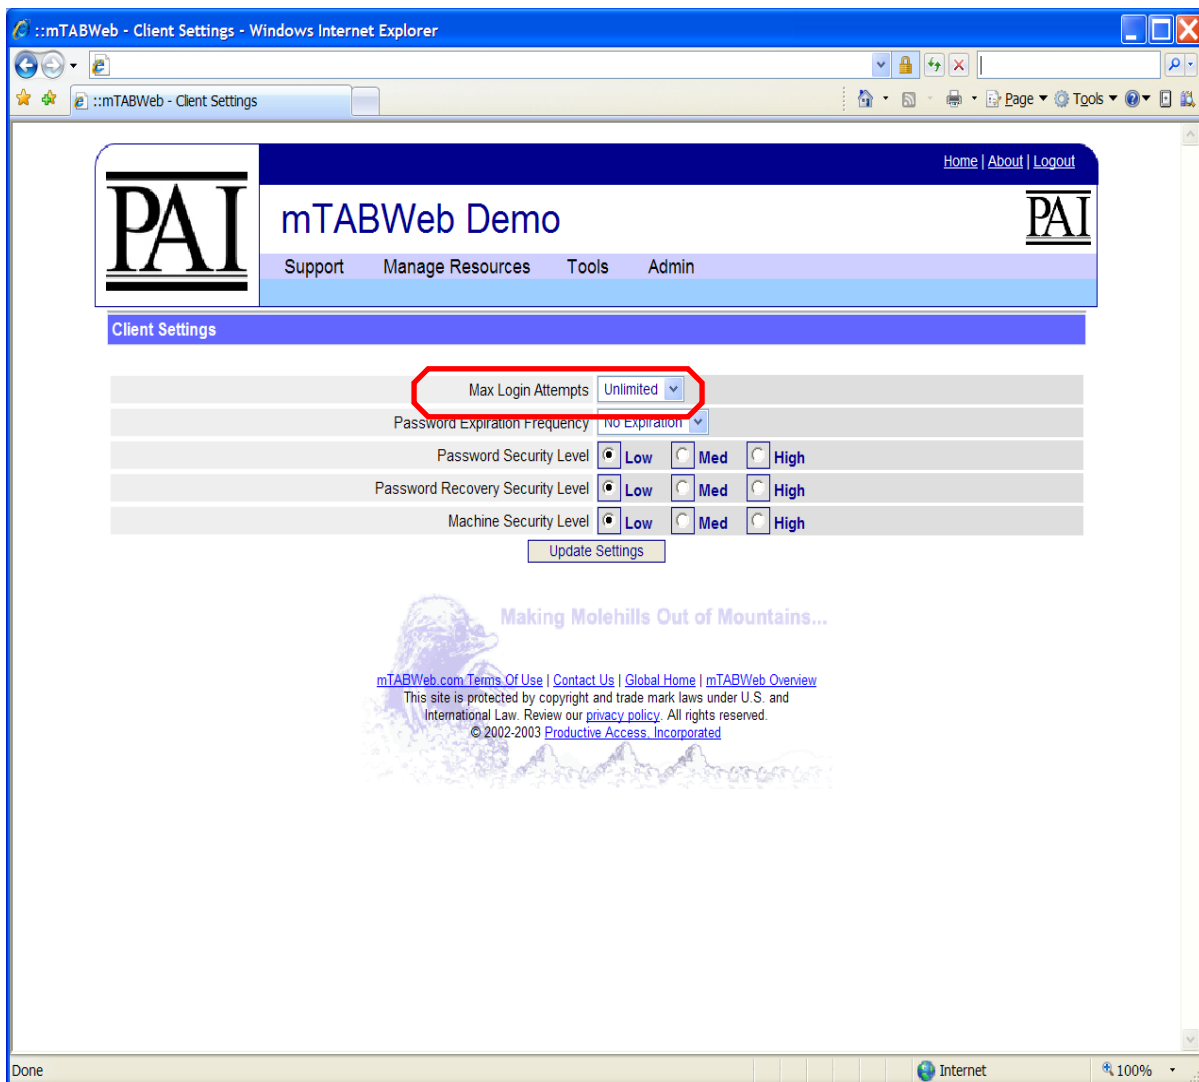 ::mTABWeb - Client Settings - Windows Internet Explorer
::mTABWeb - Client Settings
Page Tools
Home | About | Logout
PAI
mTABWeb Demo
PAI
Support Manage Resources Tools Admin
Client Settings
Max Login Attempts Unlimited
Password Expiration Frequency No Expiration
Password Security Level Low Med High
Password Recovery Security Level Low Med High
Machine Security Level Low Med High
Update Settings
Making Molehills Out of Mountains...
mTABWeb.com Terms Of Use | Contact Us | Global Home | mTABWeb Overview
This site is protected by copyright and trade mark laws under U.S. and
International Law. Review our privacy policy. All rights reserved.
© 2002-2003 Productive Access, Incorporated
Done Internet 100%